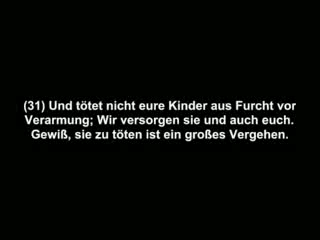 (31) Und tötet nicht eure Kinder aus Furcht vor
Verarmung; Wir versorgen sie und auch euch.
Gewiß, sie zu töten ist ein großes Vergehen.